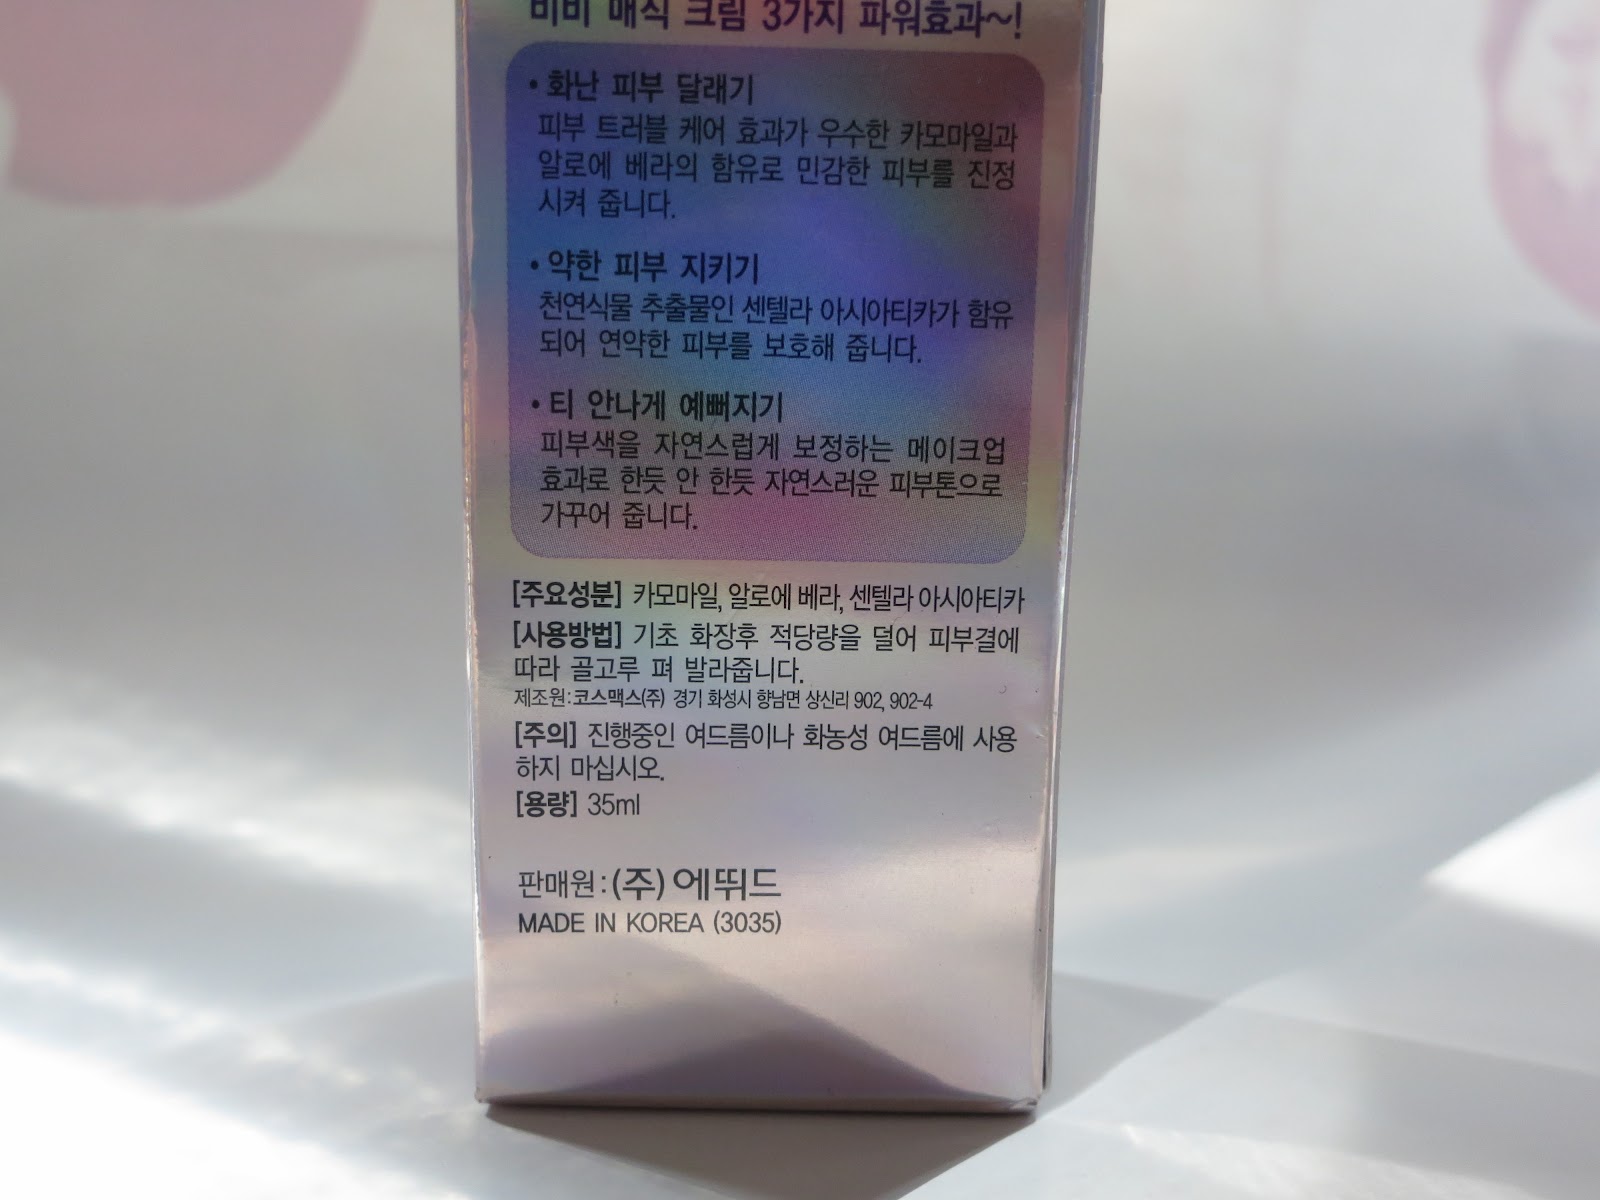 비비 매직 크림 3가지 파워효과~!
• 화난 피부 달래기
피부 트러블 케어 효과가 우수한 카모마일과
알로에 베라의 함유로 민감한 피부를 진정
시켜 줍니다.
• 약한 피부 지키기
천연식물 추출물인 센텔라 아시아티카가 함유
되어 연약한 피부를 보호해 줍니다.
• 티 안나게 예뻐지기
피부색을 자연스럽게 보정하는 메이크업
효과로 한듯 안 한듯 자연스러운 피부톤으로
가꾸어 줍니다.
[주요성분] 카모마일, 알로에 베라, 센텔라 아시아티카
[사용방법] 기초 화장후 적당량을 덜어 피부결에
따라 골고루 펴 발라줍니다.
제조원:코스맥스(주) 경기 화성시 향남면 상신리 902, 902-4
[주의] 진행중인 여드름이나 화농성 여드름에 사용
하지 마십시오.
[용량] 35ml
판매원:(주)에뛰드
MADE IN KOREA (3035)